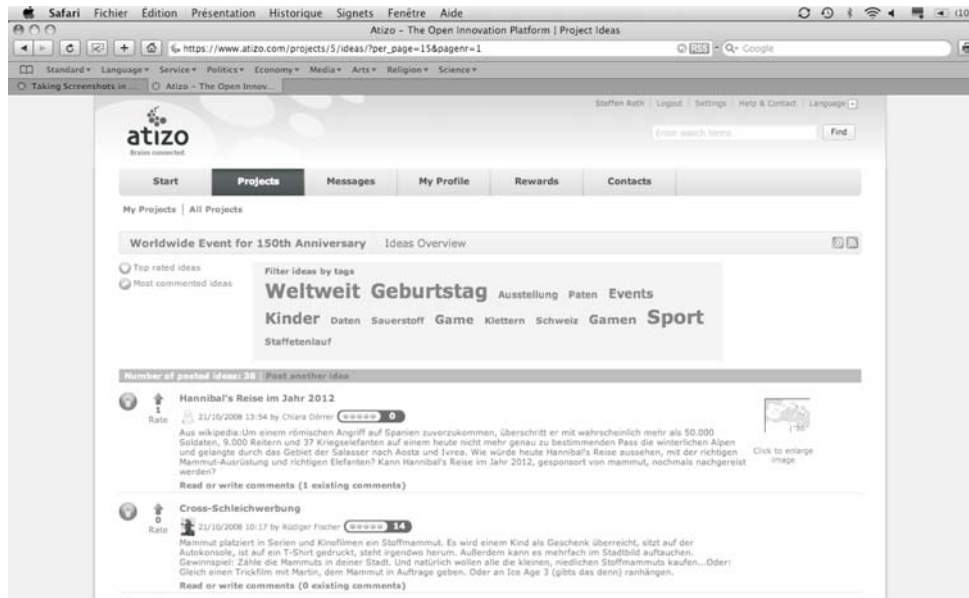 Safari Fichier Édition Présentation Historique Signets Fenêtre Aide
Atizo – The Open Innovation Platform | Project Ideas
https://www.atizo.com/projects/5/ideas/?per_page=15&pagenr=1 RSS Google
Standard Language Service Politics Economy Media Arts Religion Science
Taking Screenshots in ... Atizo – The Open Innov...
Steffen Roth | Logout | Settings | Help & Contact | Language
atizo
Brains connected.
Enter search terms Find
Start Projects Messages My Profile Rewards Contacts
My Projects | All Projects
Worldwide Event for 150th Anniversary Ideas Overview
Top rated ideas
Most commented ideas
Filter ideas by tags
Weltweit Geburtstag Ausstellung Paten Events
Kinder Daten Sauerstoff Game Klettern Schweiz Gamen Sport
Staffetenlauf
Number of posted ideas: 38 | Post another idea
Hannibal's Reise im Jahr 2012
1
Rate
21/10/2008 13:54 by Chiara Dörrer 0
Aus wikipedia:Um einem römischen Angriff auf Spanien zuvorzukommen, überschritt er mit wahrscheinlich mehr als 50.000
Soldaten, 9.000 Reitern und 37 Kriegselefanten auf einem heute nicht mehr genau zu bestimmenden Pass die winterlichen Alpen
und gelangte durch das Gebiet der Salasser nach Aosta und Ivrea. Wie würde heute Hannibal's Reise aussehen, mit der richtigen
Mammut-Ausrüstung und richtigen Elefanten? Kann Hannibal's Reise im Jahr 2012, gesponsort von mammut, nochmals nachgereist
werden?
Click to enlarge
image
Read or write comments (1 existing comments)
Cross-Schleichwerbung
0
Rate
21/10/2008 10:17 by Rüdiger Fischer 14
Mammut platziert in Serien und Kinofilmen ein Stoffmammut. Es wird einem Kind als Geschenk überreicht, sitzt auf der
Autokonsole, ist auf ein T-Shirt gedruckt, steht irgendwo herum. Außerdem kann es mehrfach im Stadtbild auftauchen.
Gewinnspiel: Zähle die Mammuts in deiner Stadt. Und natürlich wollen alle die kleinen, niedlichen Stoffmammuts kaufen...Oder:
Gleich einen Trickfilm mit Martin, dem Mammut in Auftrage geben. Oder an Ice Age 3 (gibts das denn) ranhängen.
Read or write comments (0 existing comments)